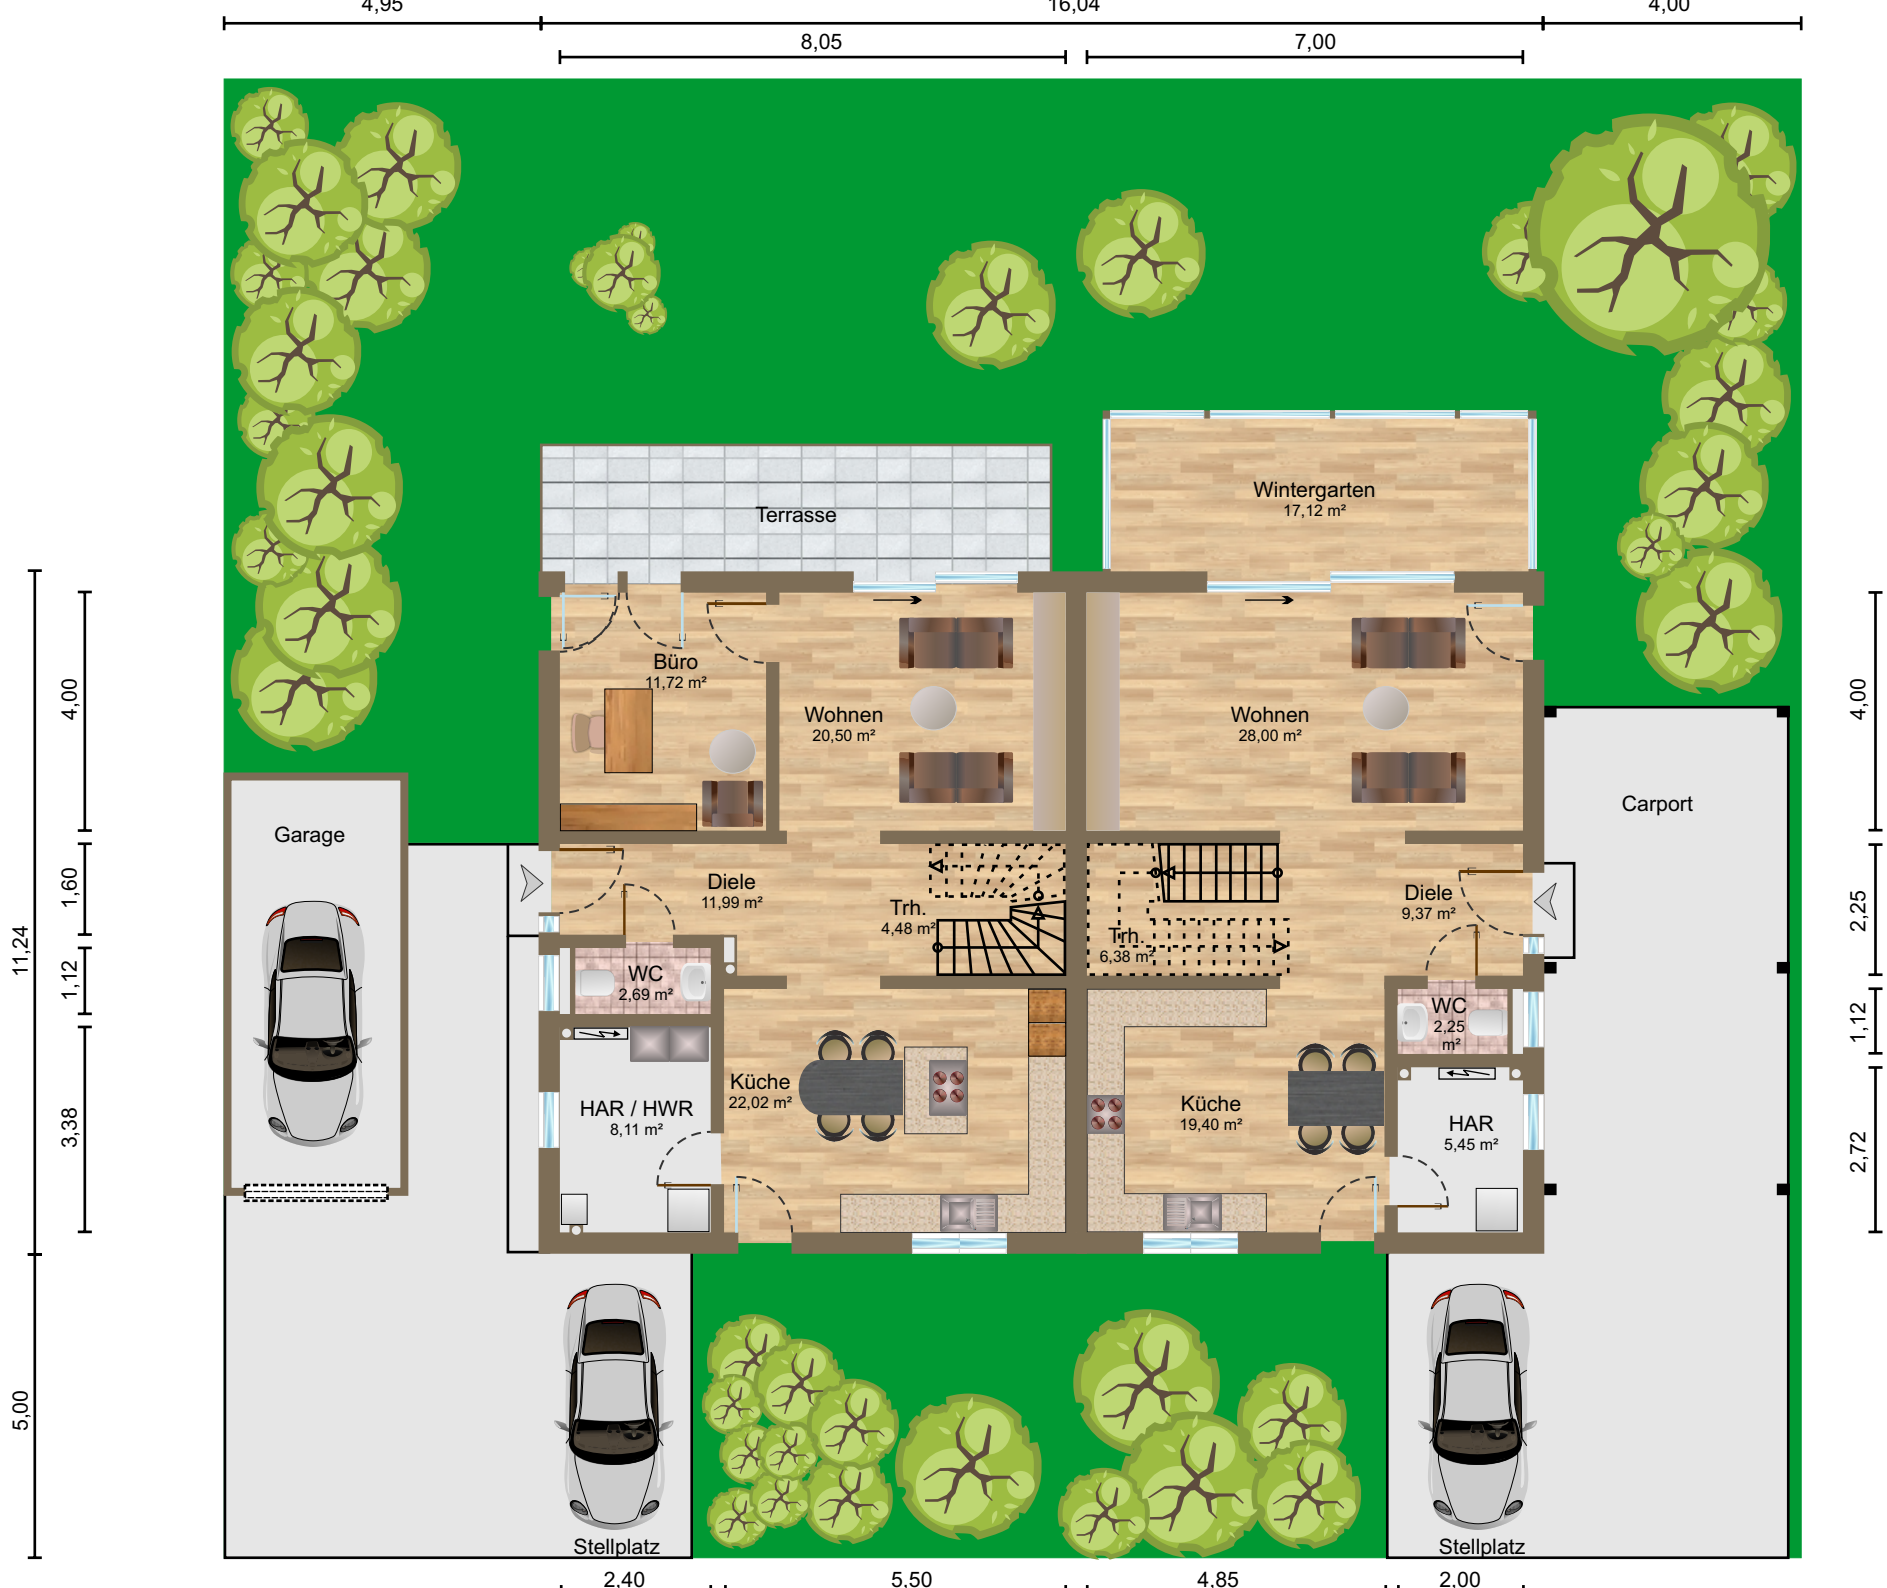 4,95
16,04
4,00
8,05
7,00
Wintergarten
17,12 m²
Terrasse
Büro
11,72 m²
4,00
Wohnen
20,50 m²
Wohnen
28,00 m²
4,00
Carport
Garage
1,60
Diele
11,99 m²
Diele
9,37 m²
2,25
Trh.
4,48 m²
Trh.
6,38 m²
11,24
1,12
WC
2,69 m²
WC
2,25
m²
1,12
Küche
22,02 m²
Küche
19,40 m²
HAR / HWR
8,11 m²
HAR
5,45 m²
3,38
2,72
5,00
Stellplatz
Stellplatz
2,40
5,50
4,85
2,00